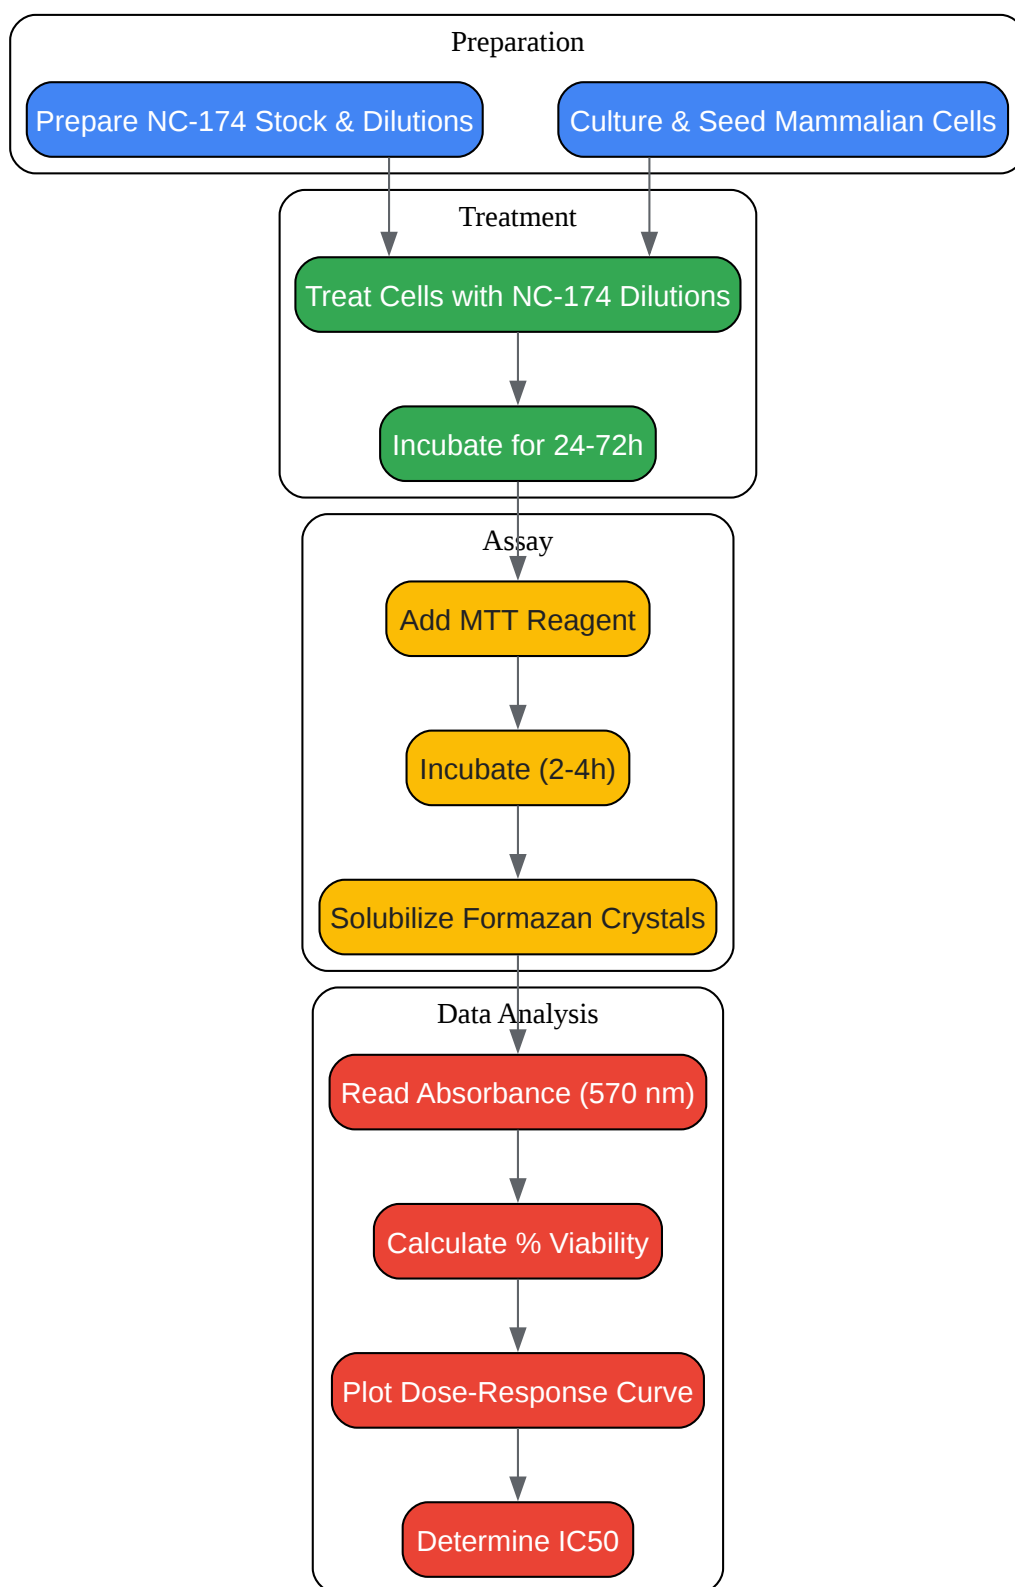 Preparation
Prepare NC-174 Stock & Dilutions
Culture & Seed Mammalian Cells
Treatment
Treat Cells with NC-174 Dilutions
Incubate for 24-72h
Assay
Add MTT Reagent
Incubate (2-4h)
Solubilize Formazan Crystals
Data Analysis
Read Absorbance (570 nm)
Calculate % Viability
Plot Dose-Response Curve
Determine IC50